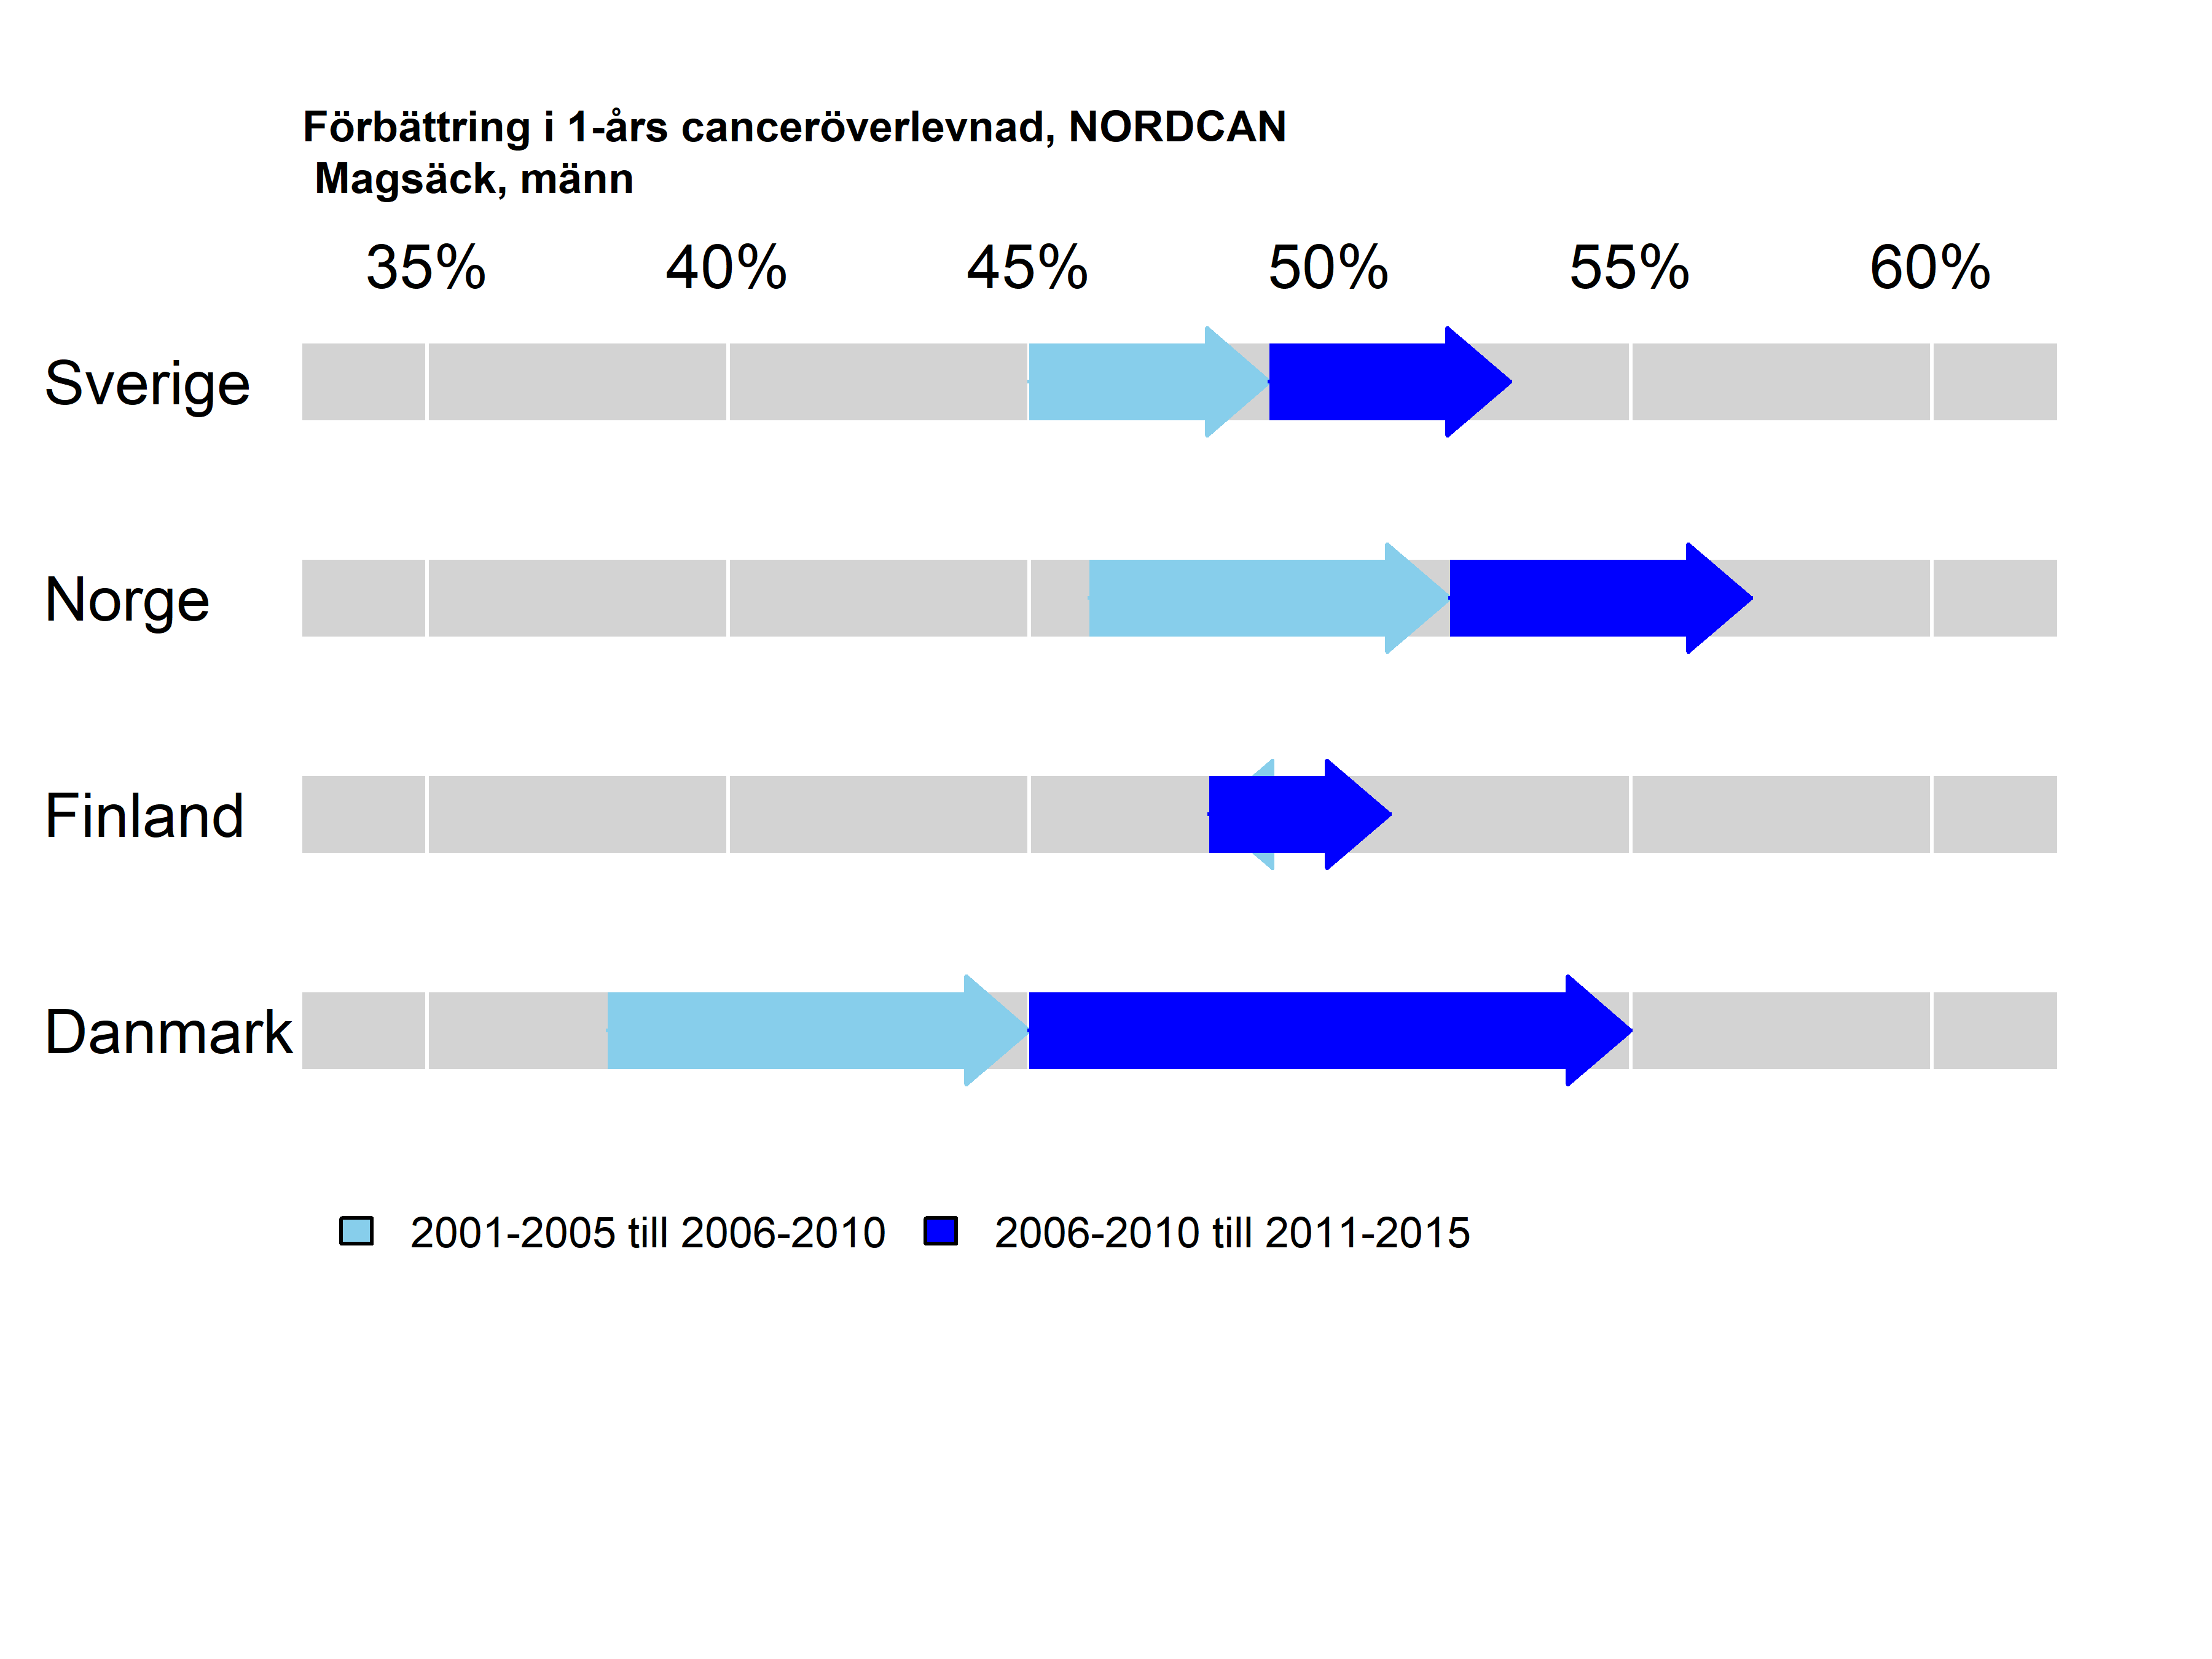 Förbättring i 1-års canceröverlevnad, NORDCAN
Magsäck, männ
35% 40% 45% 50% 55% 60%
Sverige
Norge
Finland
Danmark
2001-2005 till 2006-2010 2006-2010 till 2011-2015